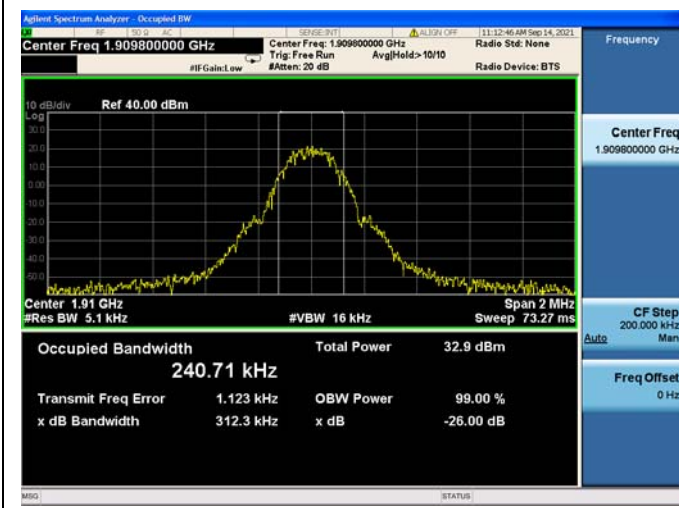 Agilent Spectrum Analyzer - Occupied BW
RF 50 Ω AC SENSE:INT ALIGN OFF 11:12:46 AM Sep 14, 2021
Center Freq 1.909800000 GHz Center Freq: 1.909800000 GHz Radio Std: None
Trig: Free Run Avg|Hold:>10/10
#IFGain:Low #Atten: 20 dB Radio Device: BTS
Frequency
10 dB/div Ref 40.00 dBm
Log
30.0
20.0
10.0
0.00
-10.0
-20.0
-30.0
-40.0
-50.0
Center 1.91 GHz Span 2 MHz
#Res BW 5.1 kHz #VBW 16 kHz Sweep 73.27 ms
Occupied Bandwidth Total Power 32.9 dBm
240.71 kHz
Transmit Freq Error 1.123 kHz OBW Power 99.00 %
x dB Bandwidth 312.3 kHz x dB -26.00 dB
Center Freq
1.909800000 GHz
CF Step
200.000 kHz
Auto Man
Freq Offset
0 Hz
MSG STATUS